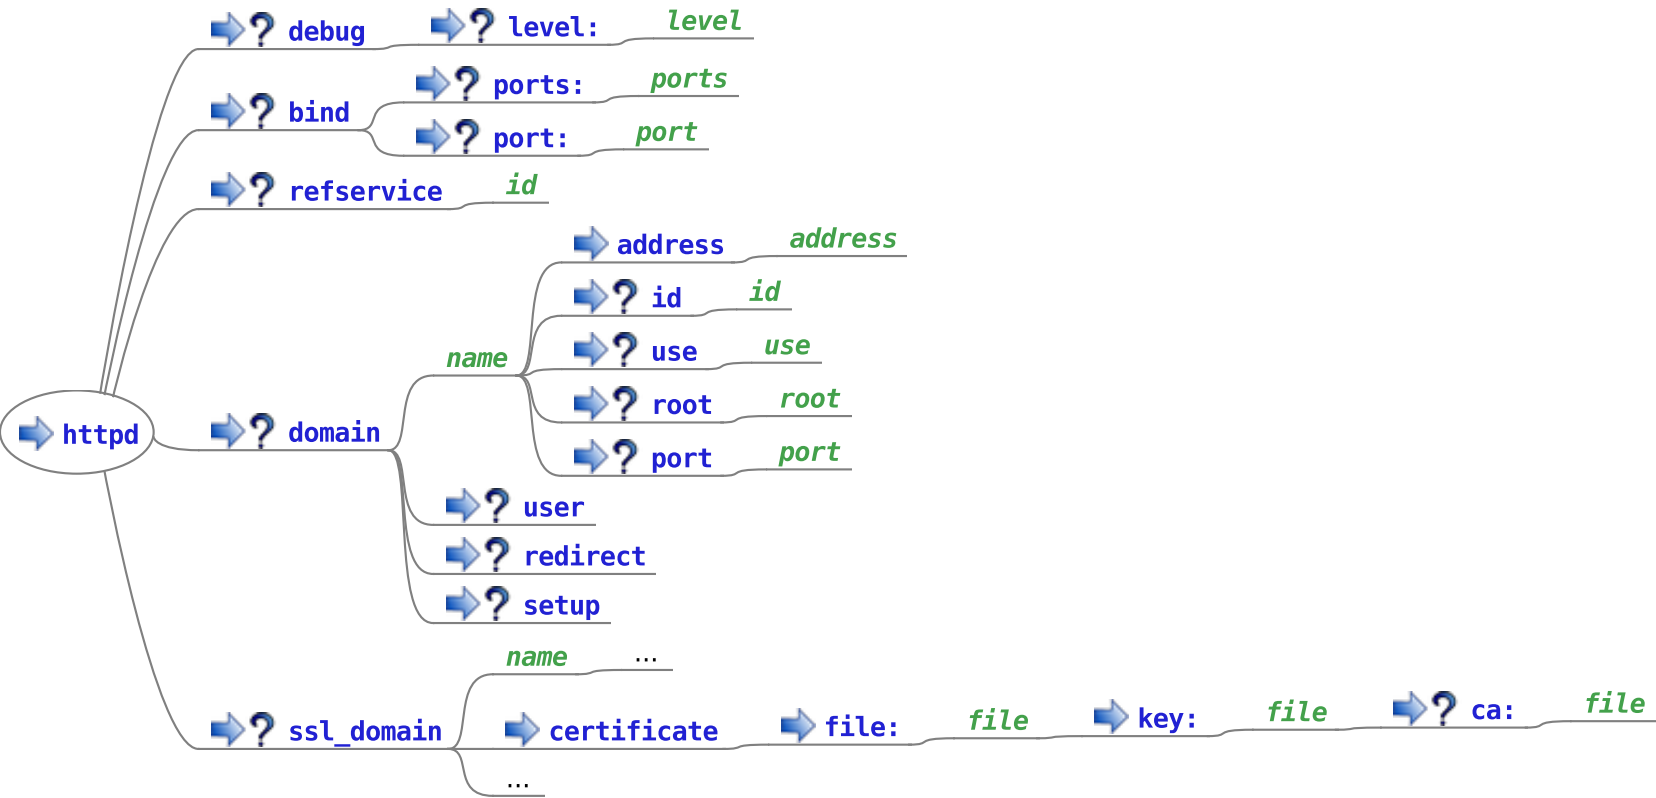 debug level: level
bind ports: ports
port: port
refservice id
address address
id id
use use
name
root root
httpd domain
port port
user
redirect
setup
name ...
ssl_domain certificate file: file key: file ca: file
...